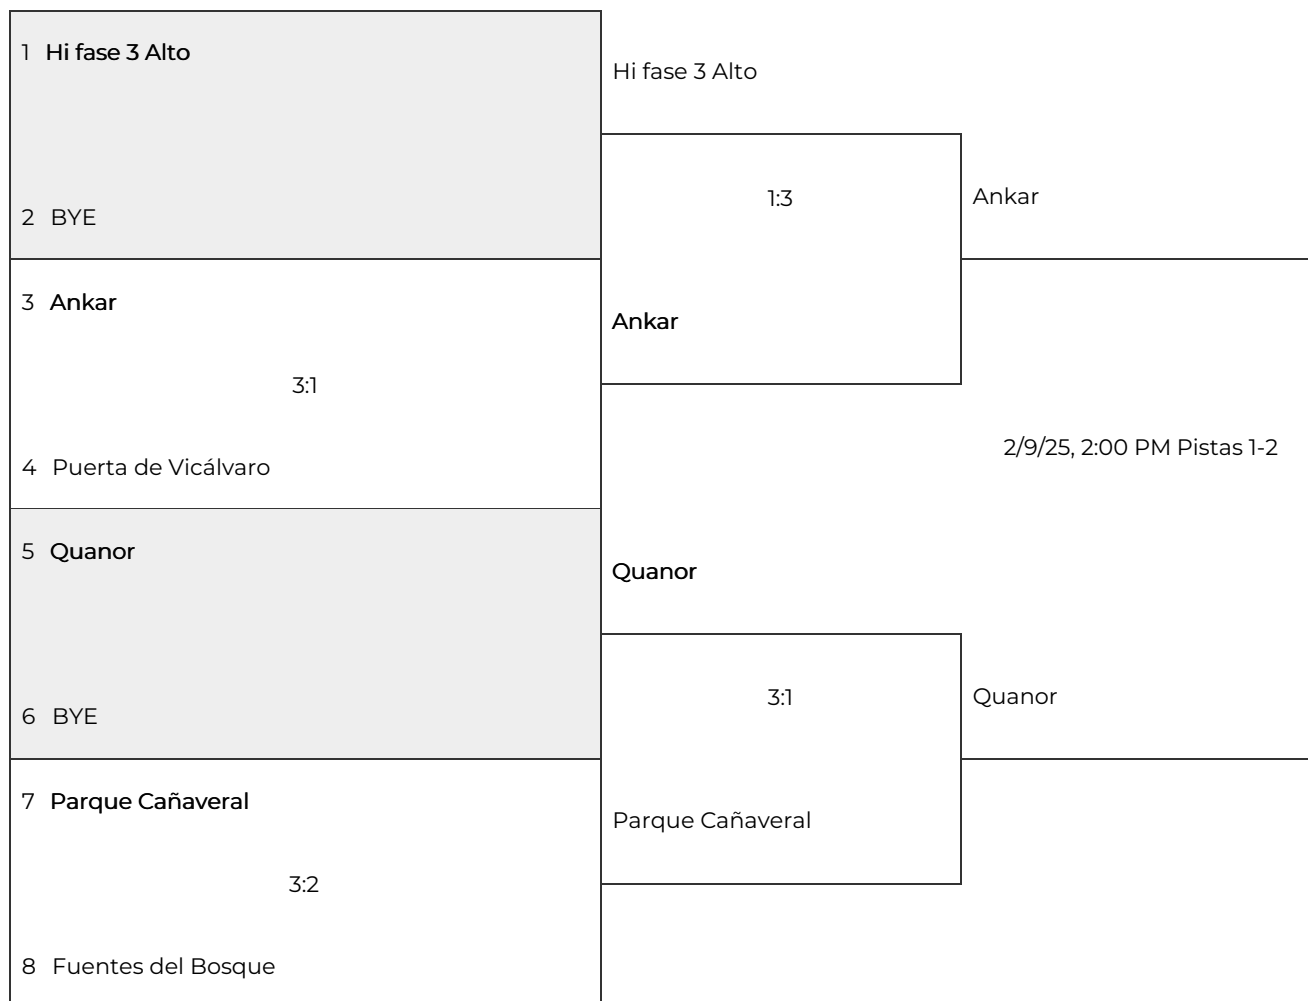 1 Hi fase 3 Alto
2 BYE
3 Ankar
3:1
4 Puerta de Vicálvaro
5 Quanor
6 BYE
7 Parque Cañaveral
3:2
8 Fuentes del Bosque
Hi fase 3 Alto
1:3
Ankar
Quanor
3:1
Parque Cañaveral
Ankar
2/9/25, 2:00 PM Pistas 1-2
Quanor